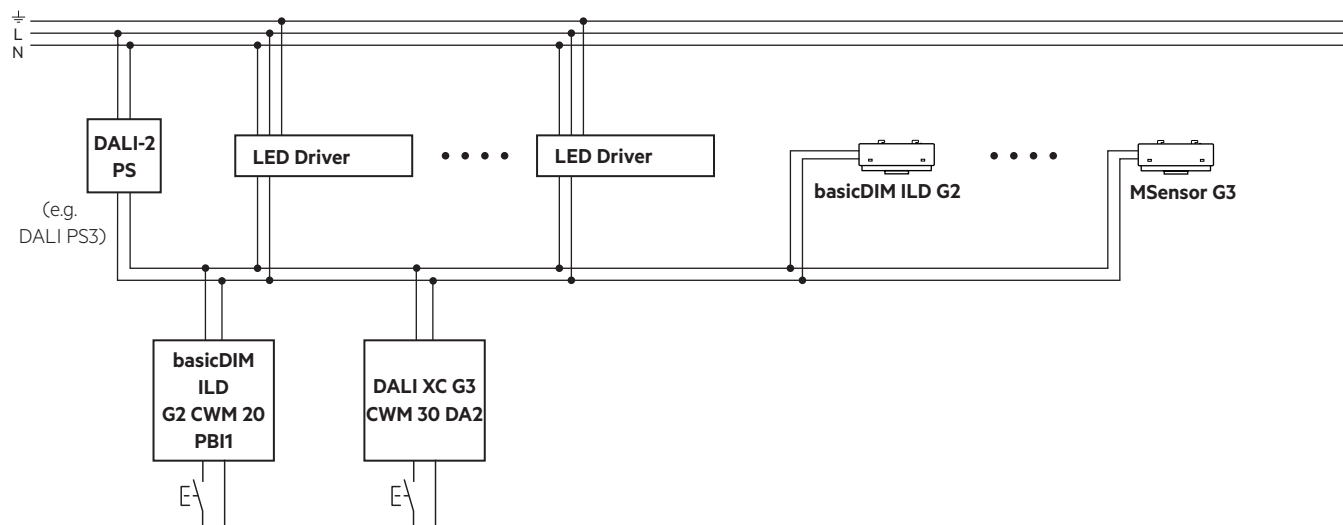 L
N
DALI-2
PS
(e.g.
DALI PS3)
LED Driver
LED Driver
basicDIM ILD G2
MSensor G3
basicDIM
ILD
G2 CWM 20
PBI1
DALI XC G3
CWM 30 DA2